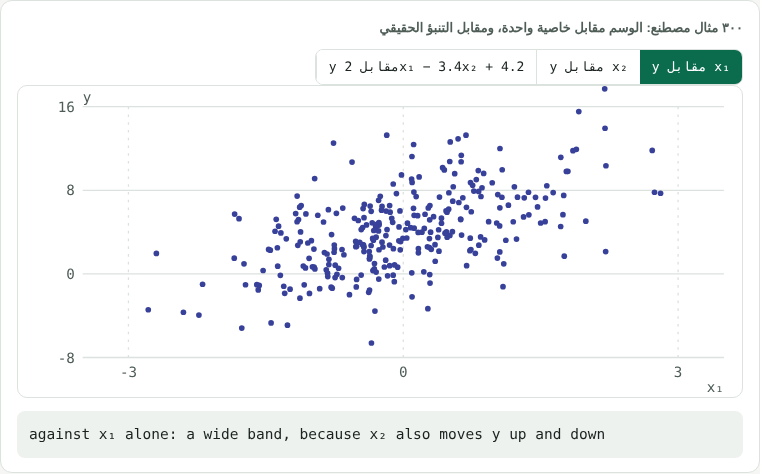 ٣٠٠ مثال مصطنع: الوسم مقابل خاصية واحدة، ومقابل التنبؤ الحقيقي
y مقابل x₁
y مقابل x₂
y مقابل 2x₁ − 3.4x₂ + 4.2
y
16
8
0
-8
-3
0
3
x₁
against x₁ alone: a wide band, because x₂ also moves y up and down